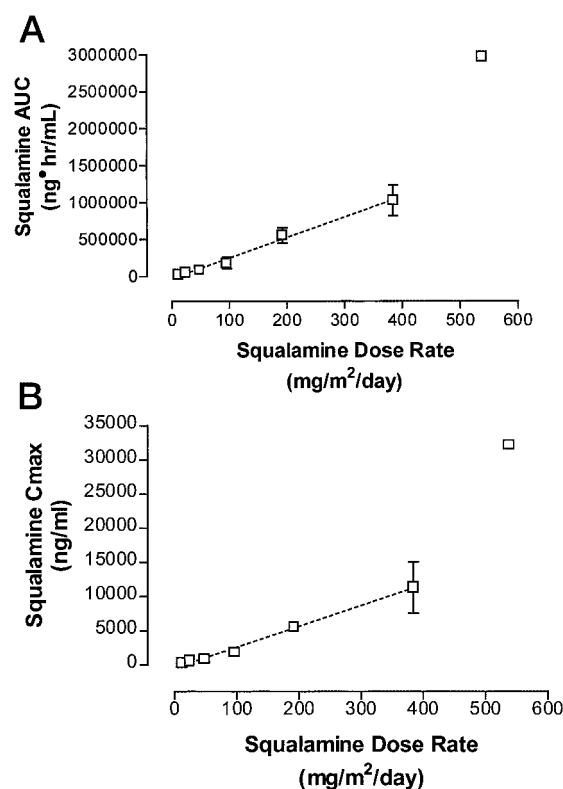 A
Squalamine AUC
(ng•hr/mL)
3000000
2500000
2000000
1500000
1000000
500000
0
0 100 200 300 400 500 600
Squalamine Dose Rate
(mg/m²/day)
B
Squalamine Cmax
(ng/ml)
35000
30000
25000
20000
15000
10000
5000
0
0 100 200 300 400 500 600
Squalamine Dose Rate
(mg/m²/day)